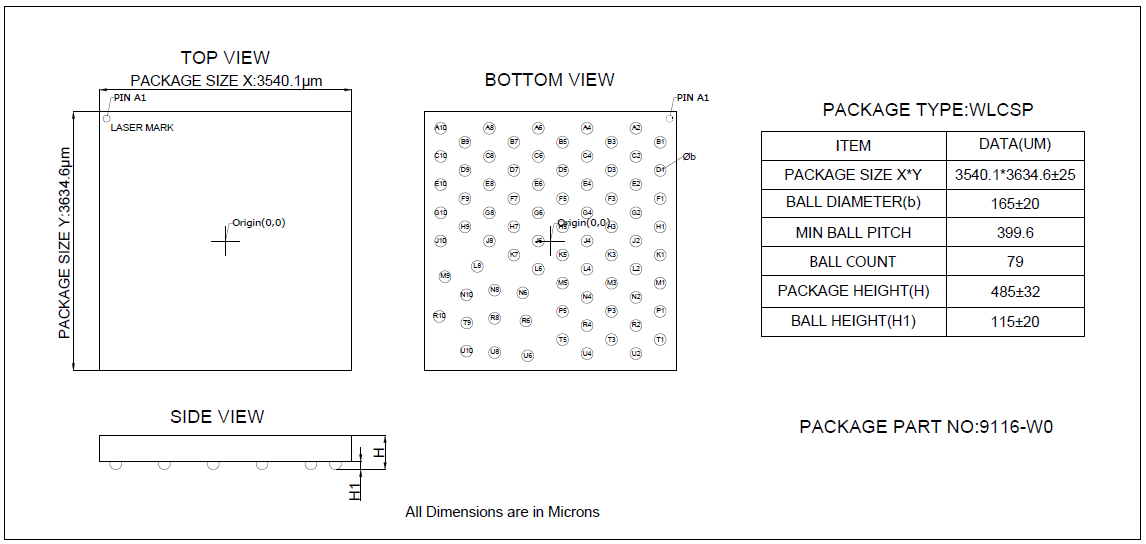 TOP VIEW
PACKAGE SIZE X:3540.1µm
PIN A1
LASER MARK
PACKAGE SIZE Y:3634.6µm
Origin(0,0)
BOTTOM VIEW
PIN A1
A10 A8 A6 A4 A2
B9 B7 B5 B3 B1
C10 C8 C6 C4 C2
Øb
D9 D7 D5 D3 D1
E10 E8 E6 E4 E2
F9 F7 F5 F3 F1
G10 G8 G6 G4 G2
Origin(0,0)
H9 H7 H5 H3 H1
J10 J8 J6 J4 J2
K7 K5 K3 K1
L8 L6 L4 L2
M9 M5 M3 M1
N10 N8 N6 N4 N2
R10 P5 P3 P1
T9 R8 R6 R4 R2
T5 T3 T1
U10 U8 U6 U4 U2
PACKAGE TYPE:WLCSP
ITEM DATA(UM)
PACKAGE SIZE X*Y 3540.1*3634.6±25
BALL DIAMETER(b) 165±20
MIN BALL PITCH 399.6
BALL COUNT 79
PACKAGE HEIGHT(H) 485±32
BALL HEIGHT(H1) 115±20
SIDE VIEW
H
H1
PACKAGE PART NO:9116-W0
All Dimensions are in Microns